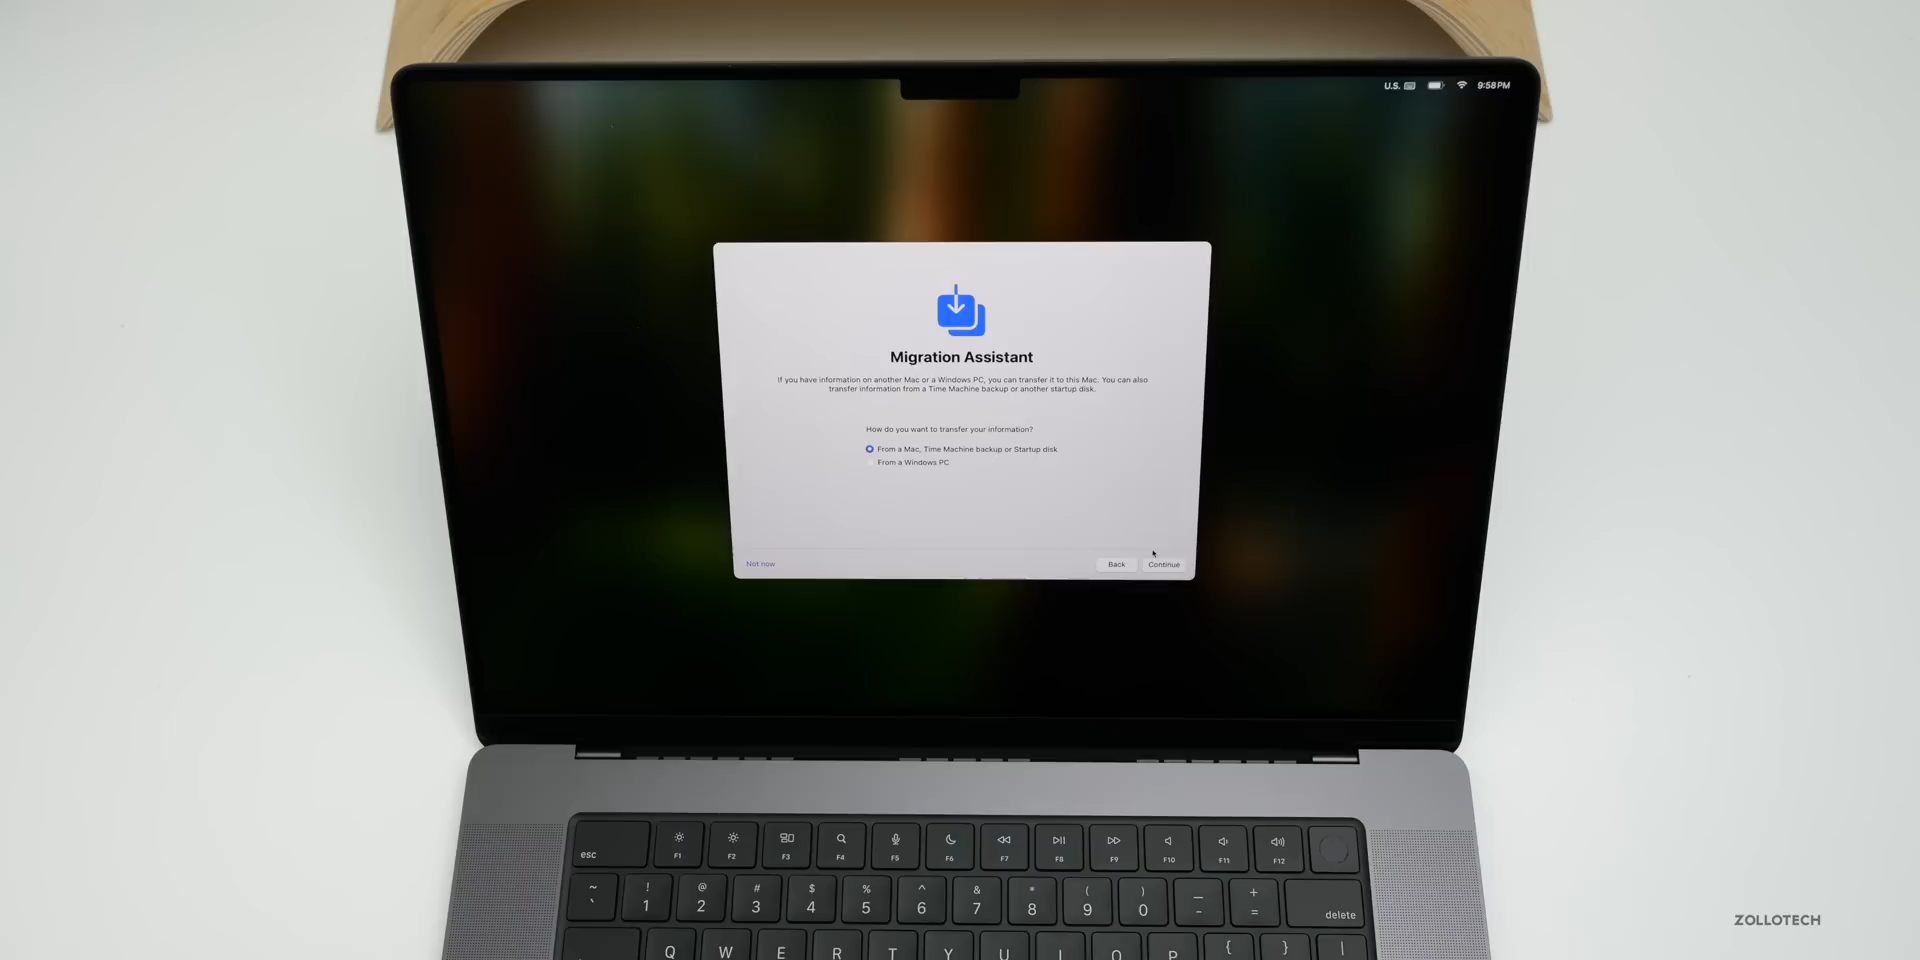 U.S. 9:58 PM
Migration Assistant
If you have information on another Mac or a Windows PC, you can transfer it to this Mac. You can also
transfer information from a Time Machine backup or another startup disk.
How do you want to transfer your information?
From a Mac, Time Machine backup or Startup disk
From a Windows PC
Not now Back Continue
esc F1 F2 F3 F4 F5 F6 F7 F8 F9 F10 F11 F12
~ ! @ # $ % ^ & * ( ) — +
` 1 2 3 4 5 6 7 8 9 0 - = delete
Q W E R T Y U I O P { } |
ZOLLOTECH